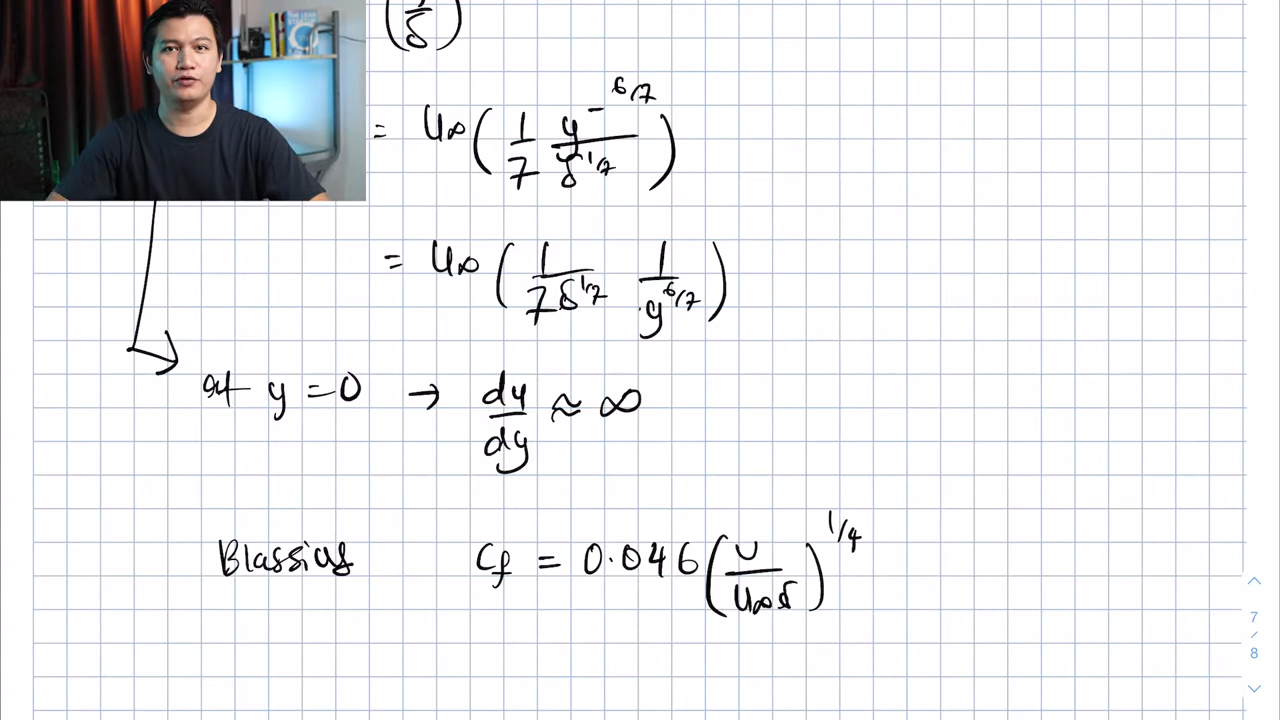 (y/δ)
= u∞ ( 1/7 y^-6/7 / δ^1/7 )
= u∞ ( 1/7δ^1/7 1/y^6/7 )
at y = 0 → du/dy ≈ ∞
Blassius Cf = 0.046 ( υ / u∞δ )^1/4
7
/
8